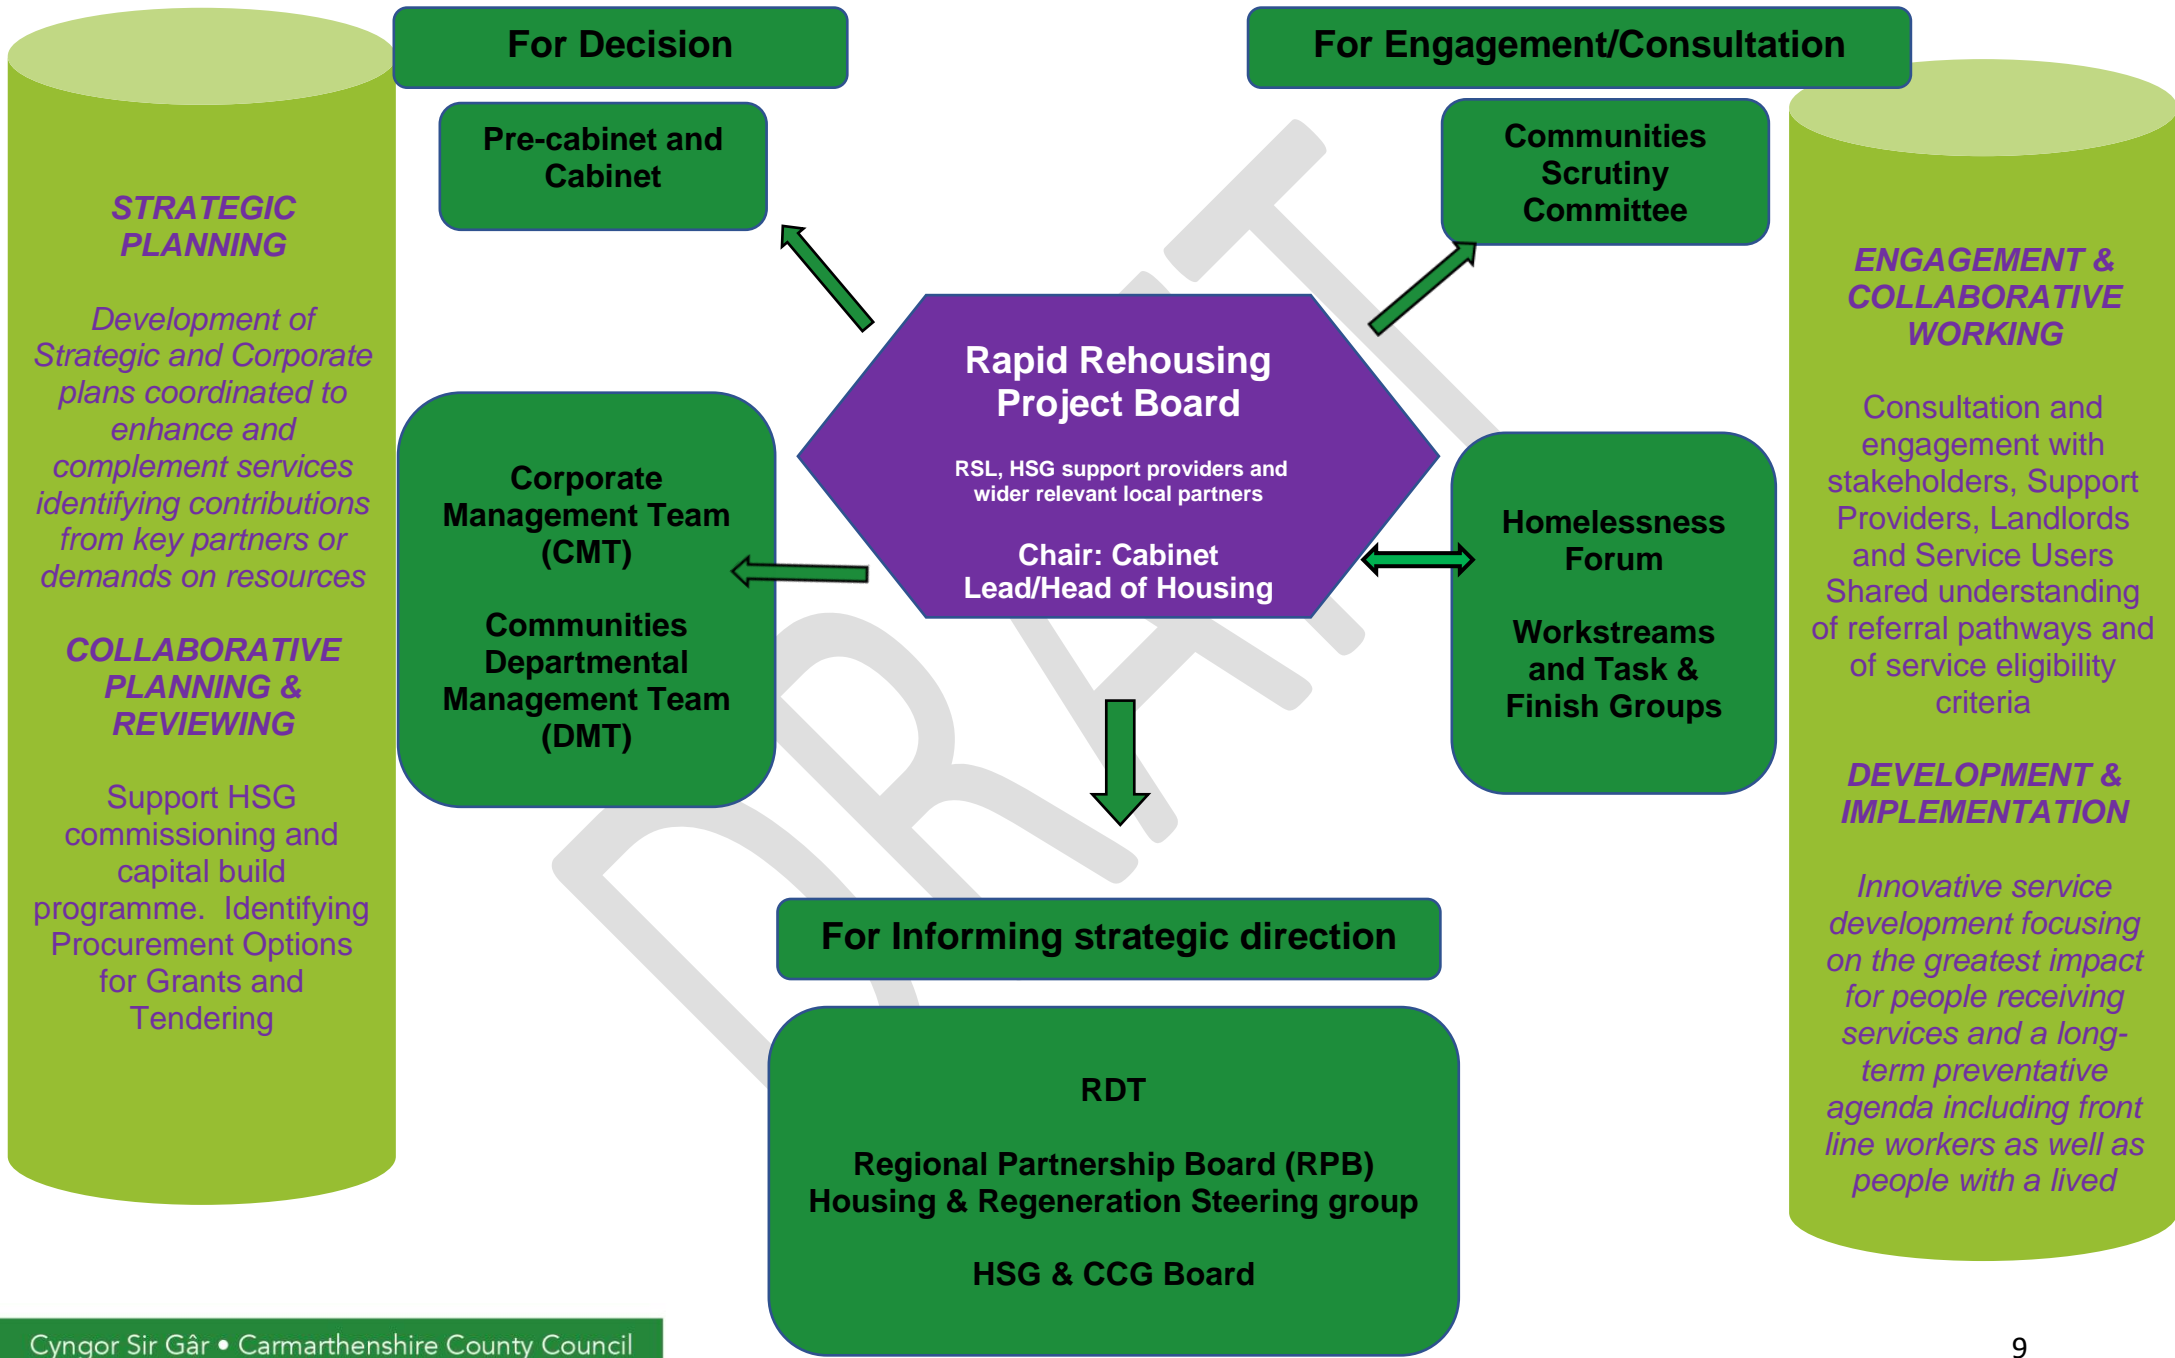 For Decision
For Engagement/Consultation
Pre-cabinet and
Cabinet
Communities
Scrutiny
Committee
STRATEGIC
PLANNING
Development of
Strategic and Corporate
plans coordinated to
enhance and
complement services
identifying contributions
from key partners or
demands on resources
COLLABORATIVE
PLANNING &
REVIEWING
Support HSG
commissioning and
capital build
programme.  Identifying
Procurement Options
for Grants and
Tendering
Corporate
Management Team
(CMT)
Communities
Departmental
Management Team
(DMT)
Rapid Rehousing
Project Board
RSL, HSG support providers and
wider relevant local partners
Chair: Cabinet
Lead/Head of Housing
Homelessness
Forum
Workstreams
and Task &
Finish Groups
ENGAGEMENT &
COLLABORATIVE
WORKING
Consultation and
engagement with
stakeholders, Support
Providers, Landlords
and Service Users
Shared understanding
of referral pathways and
of service eligibility
criteria
DEVELOPMENT &
IMPLEMENTATION
Innovative service
development focusing
on the greatest impact
for people receiving
services and a long-
term preventative
agenda including front
line workers as well as
people with a lived
For Informing strategic direction
RDT
Regional Partnership Board (RPB)
Housing & Regeneration Steering group
HSG & CCG Board
DRAFT
Cyngor Sir Gâr • Carmarthenshire County Council
9